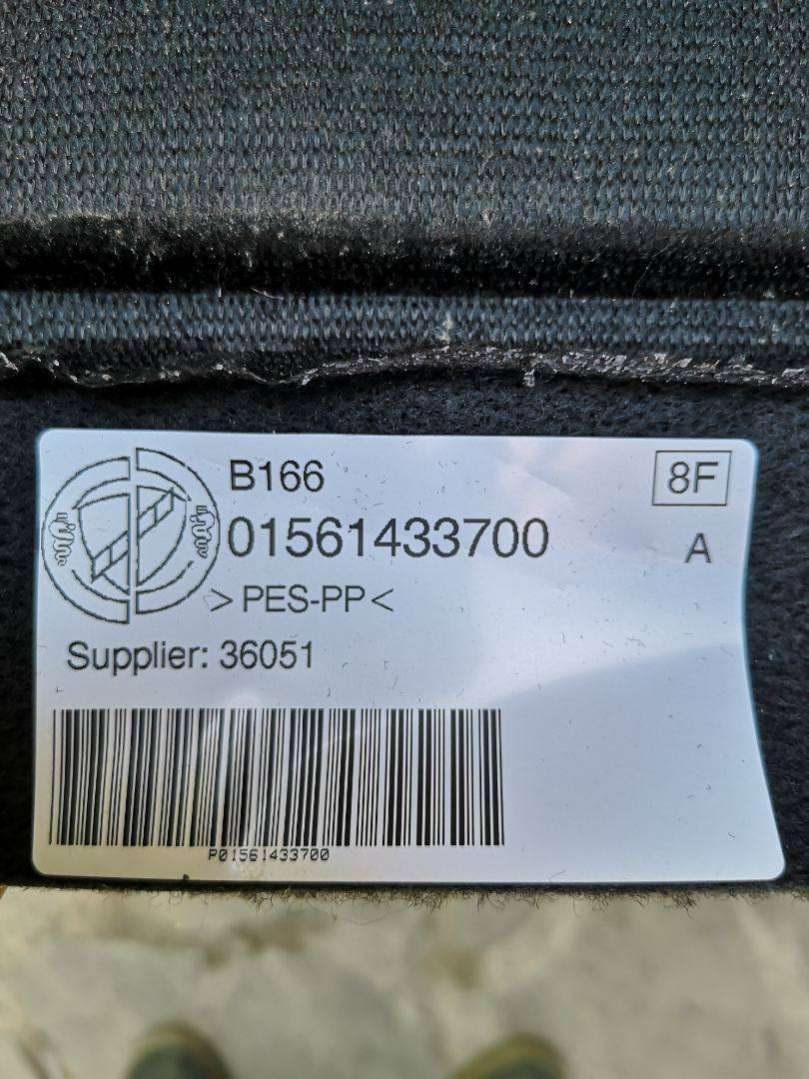 B166
8F
01561433700
A
>PES-PP<
Supplier: 36051
P01561433700